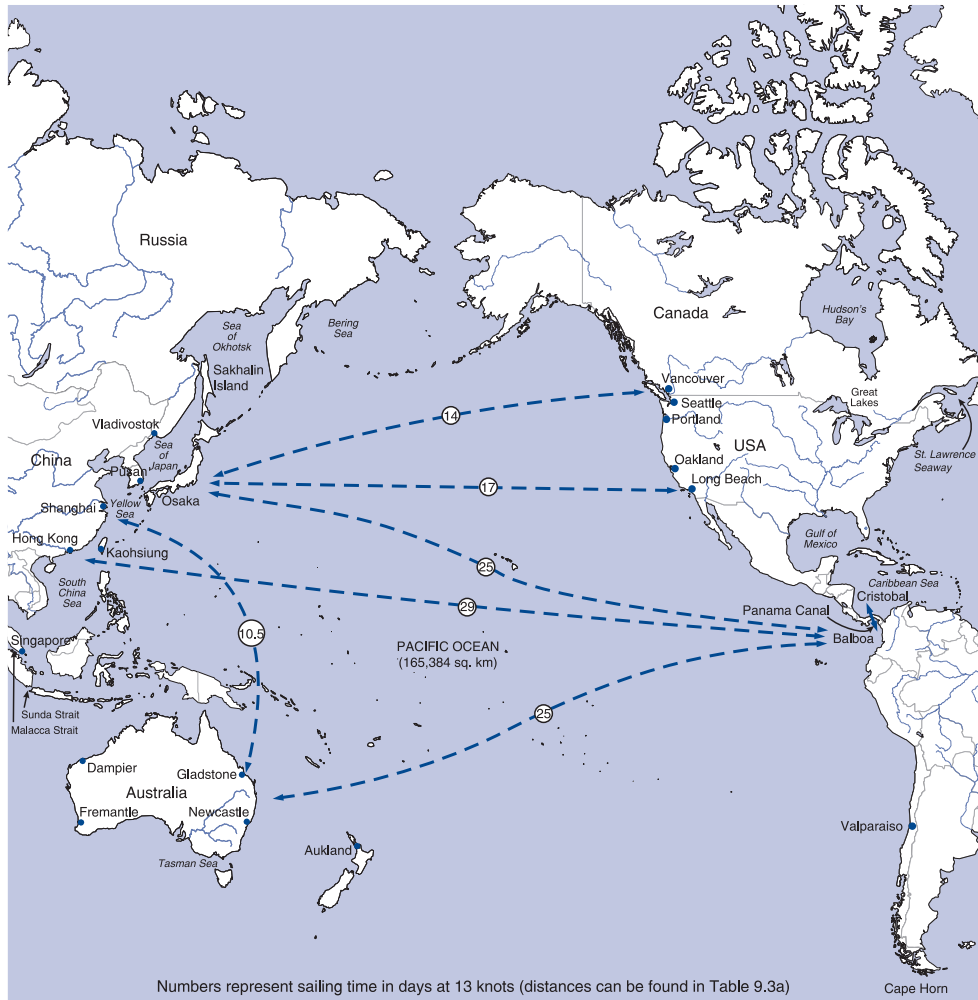 Russia
Sea
of
Okhotsk
Bering
Sea
Sakhalin
Island
Canada
Hudson's
Bay
Vancouver
Seattle
Portland
Great
Lakes
USA
St. Lawrence
Seaway
Oakland
Long Beach
Vladivostok
Sea
of
Japan
China
Pusan
Shanghai
Yellow
Sea
Osaka
Hong Kong
Kaohsiung
South
China
Sea
14
17
25
29
10.5
25
Gulf of
Mexico
Caribbean Sea
Cristobal
Panama Canal
Balboa
PACIFIC OCEAN
(165,384 sq. km)
Singapore
Sunda Strait
Malacca Strait
Dampier
Gladstone
Australia
Fremantle
Newcastle
Tasman Sea
Aukland
Valparaiso
Numbers represent sailing time in days at 13 knots (distances can be found in Table 9.3a)
Cape Horn